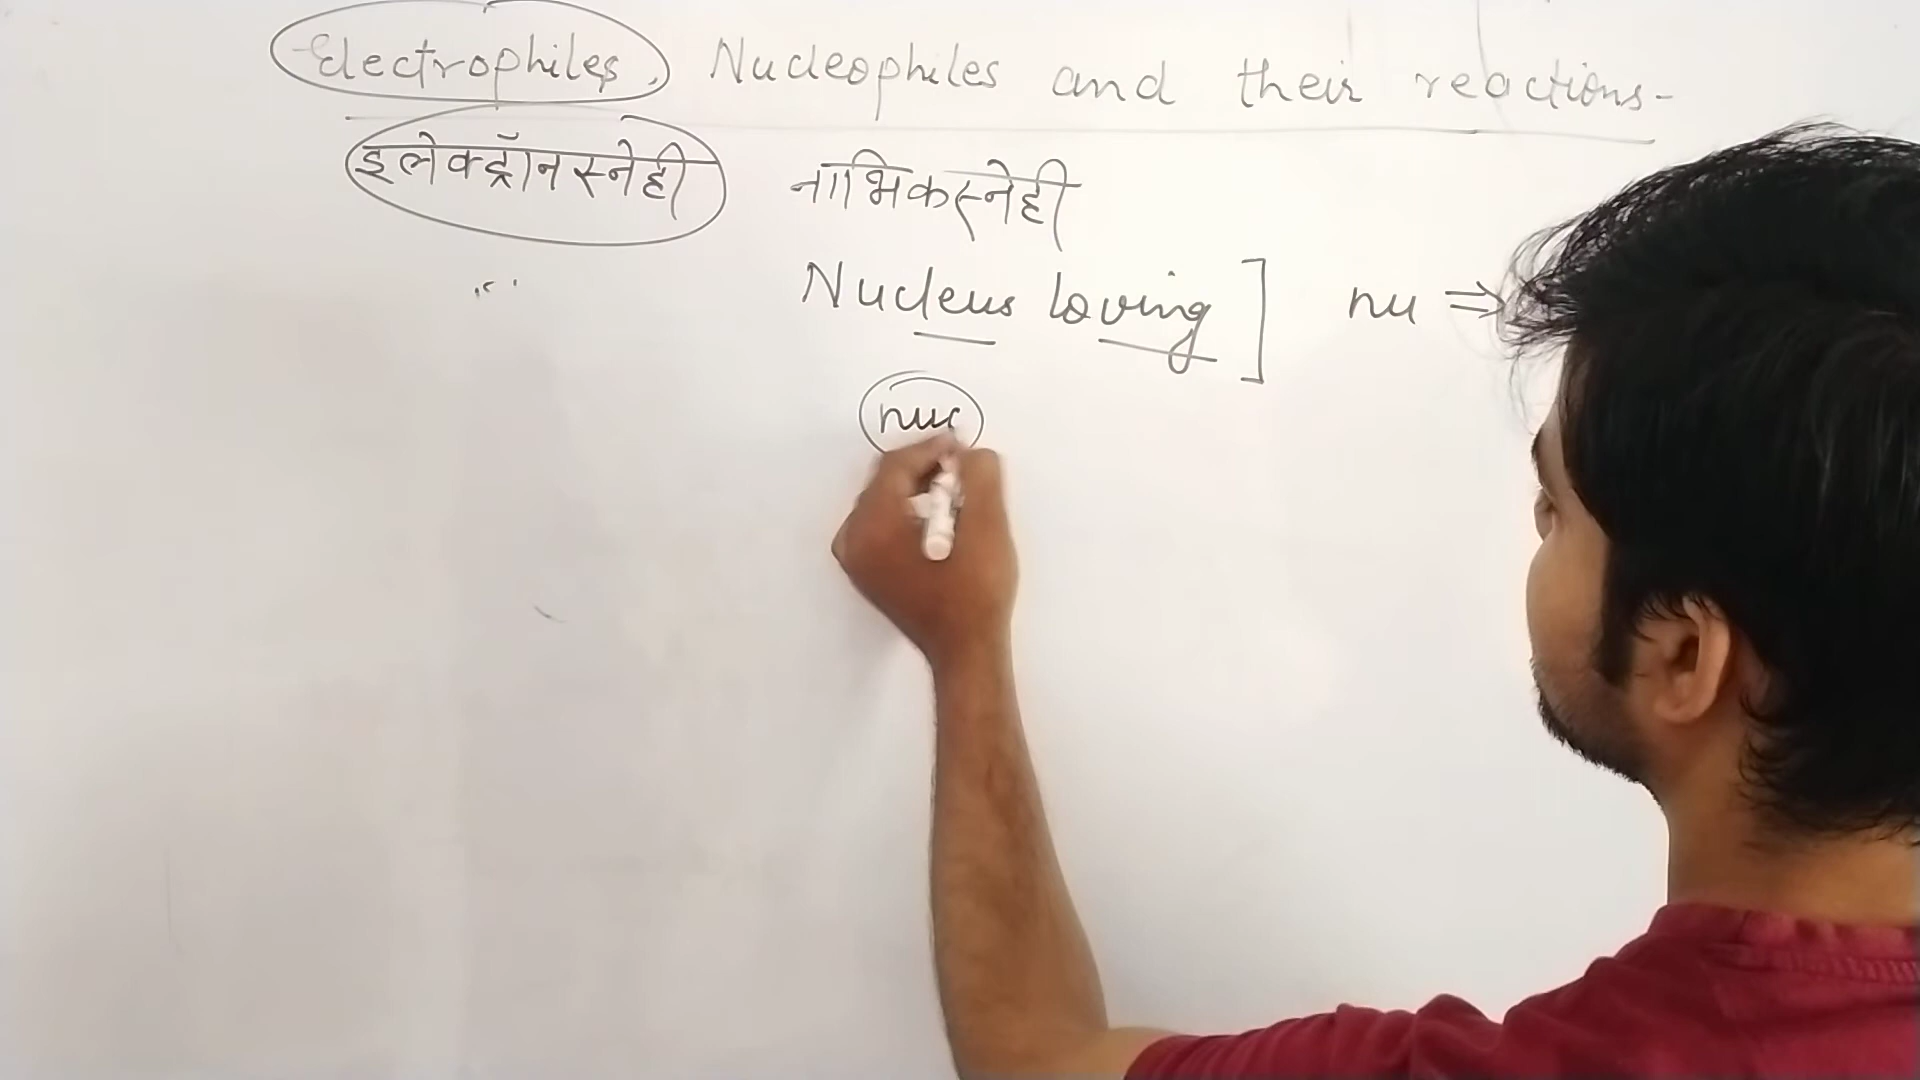 Electrophiles, Nucleophiles and their reactions-
इलेक्ट्रॉनस्नेही नाभिकस्नेही
Nucleus loving] nu ⇒
nuc